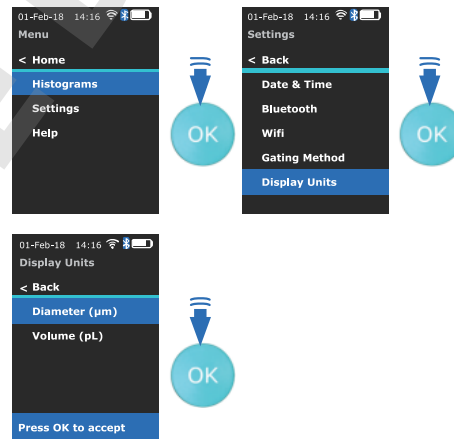 01-Feb-18 14:16
Menu
< Home
Histograms
Settings
Help
OK
01-Feb-18 14:16
Settings
< Back
Date & Time
Bluetooth
Wifi
Gating Method
Display Units
OK
01-Feb-18 14:16
Display Units
< Back
Diameter (µm)
Volume (pL)
Press OK to accept
OK